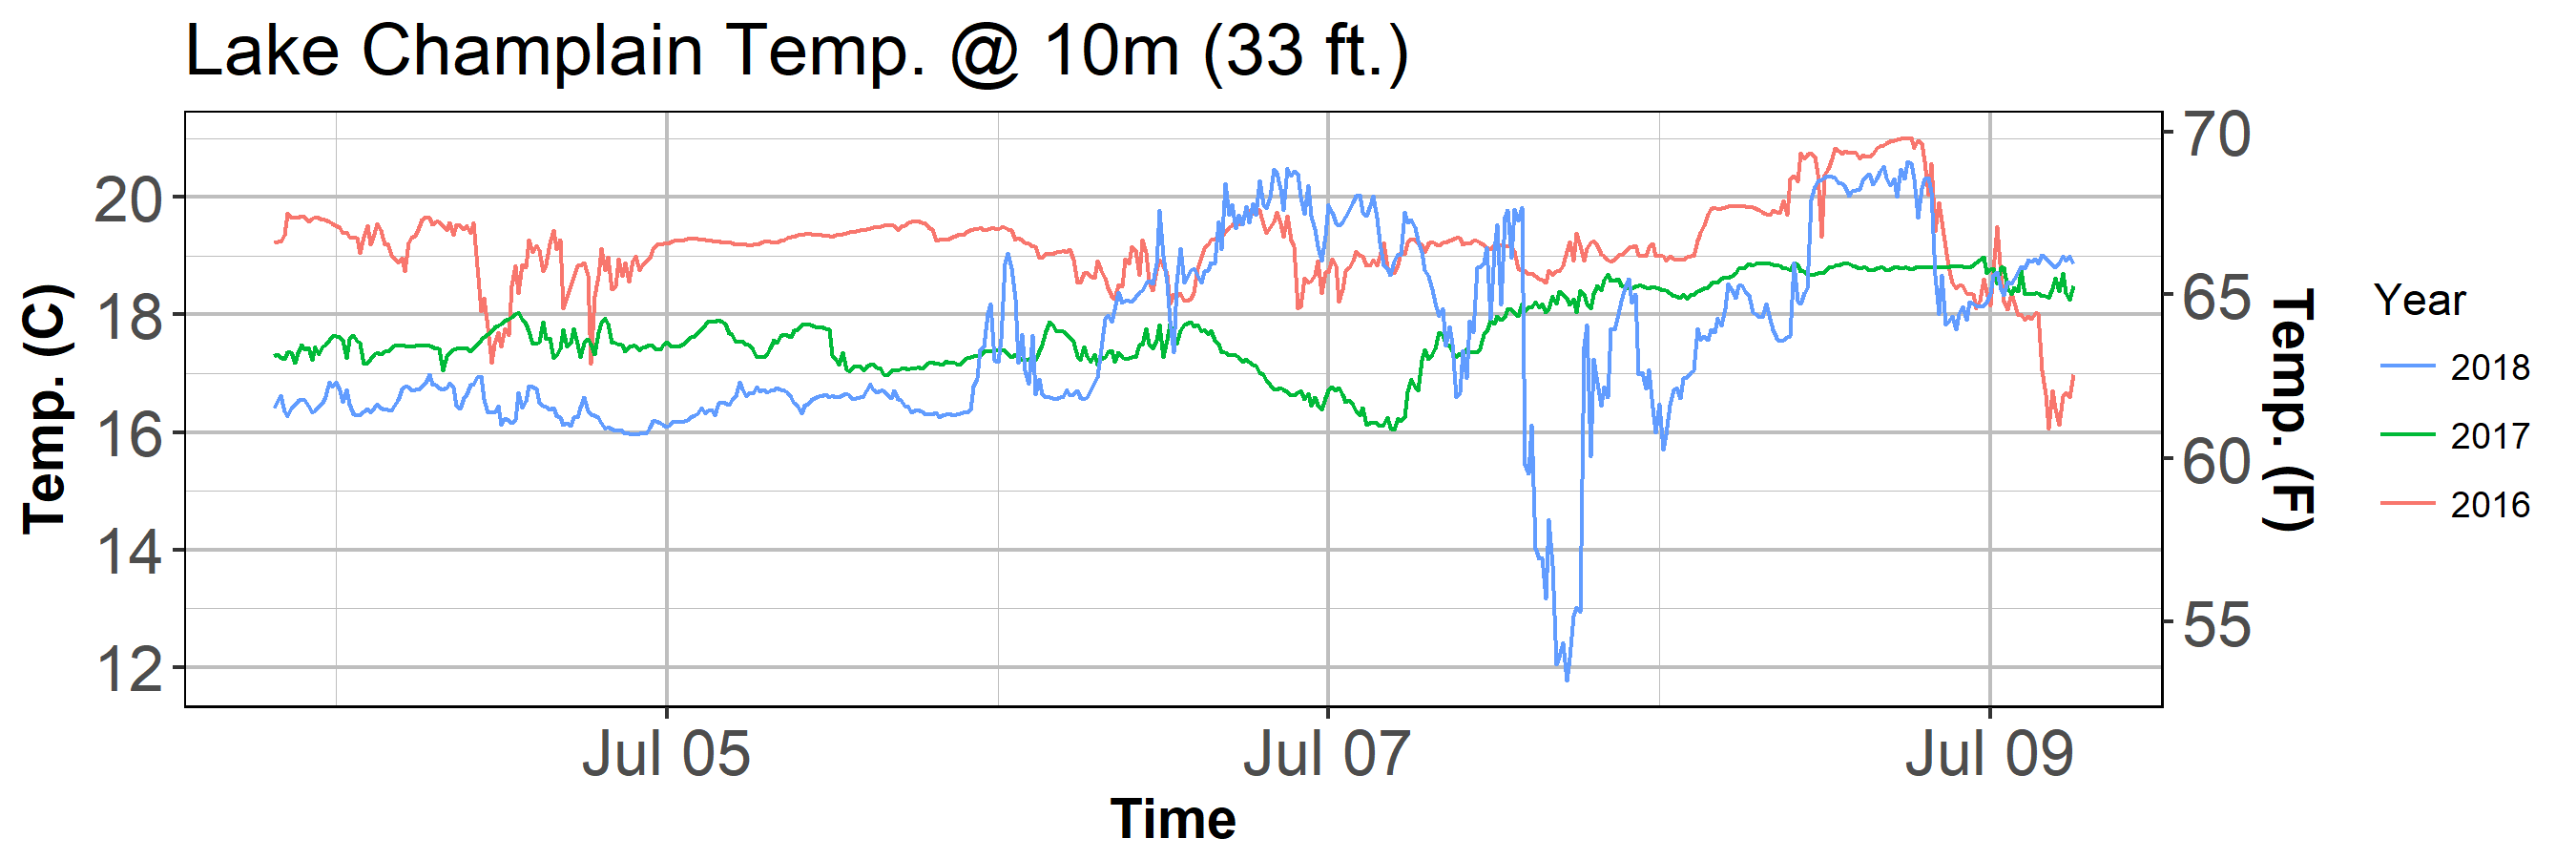 Lake Champlain Temp. @ 10m (33 ft.)
Temp. (C)
20
18
16
14
12
70
65
60
55
Temp. (F)
Jul 05
Jul 07
Jul 09
Time
Year
2018
2017
2016